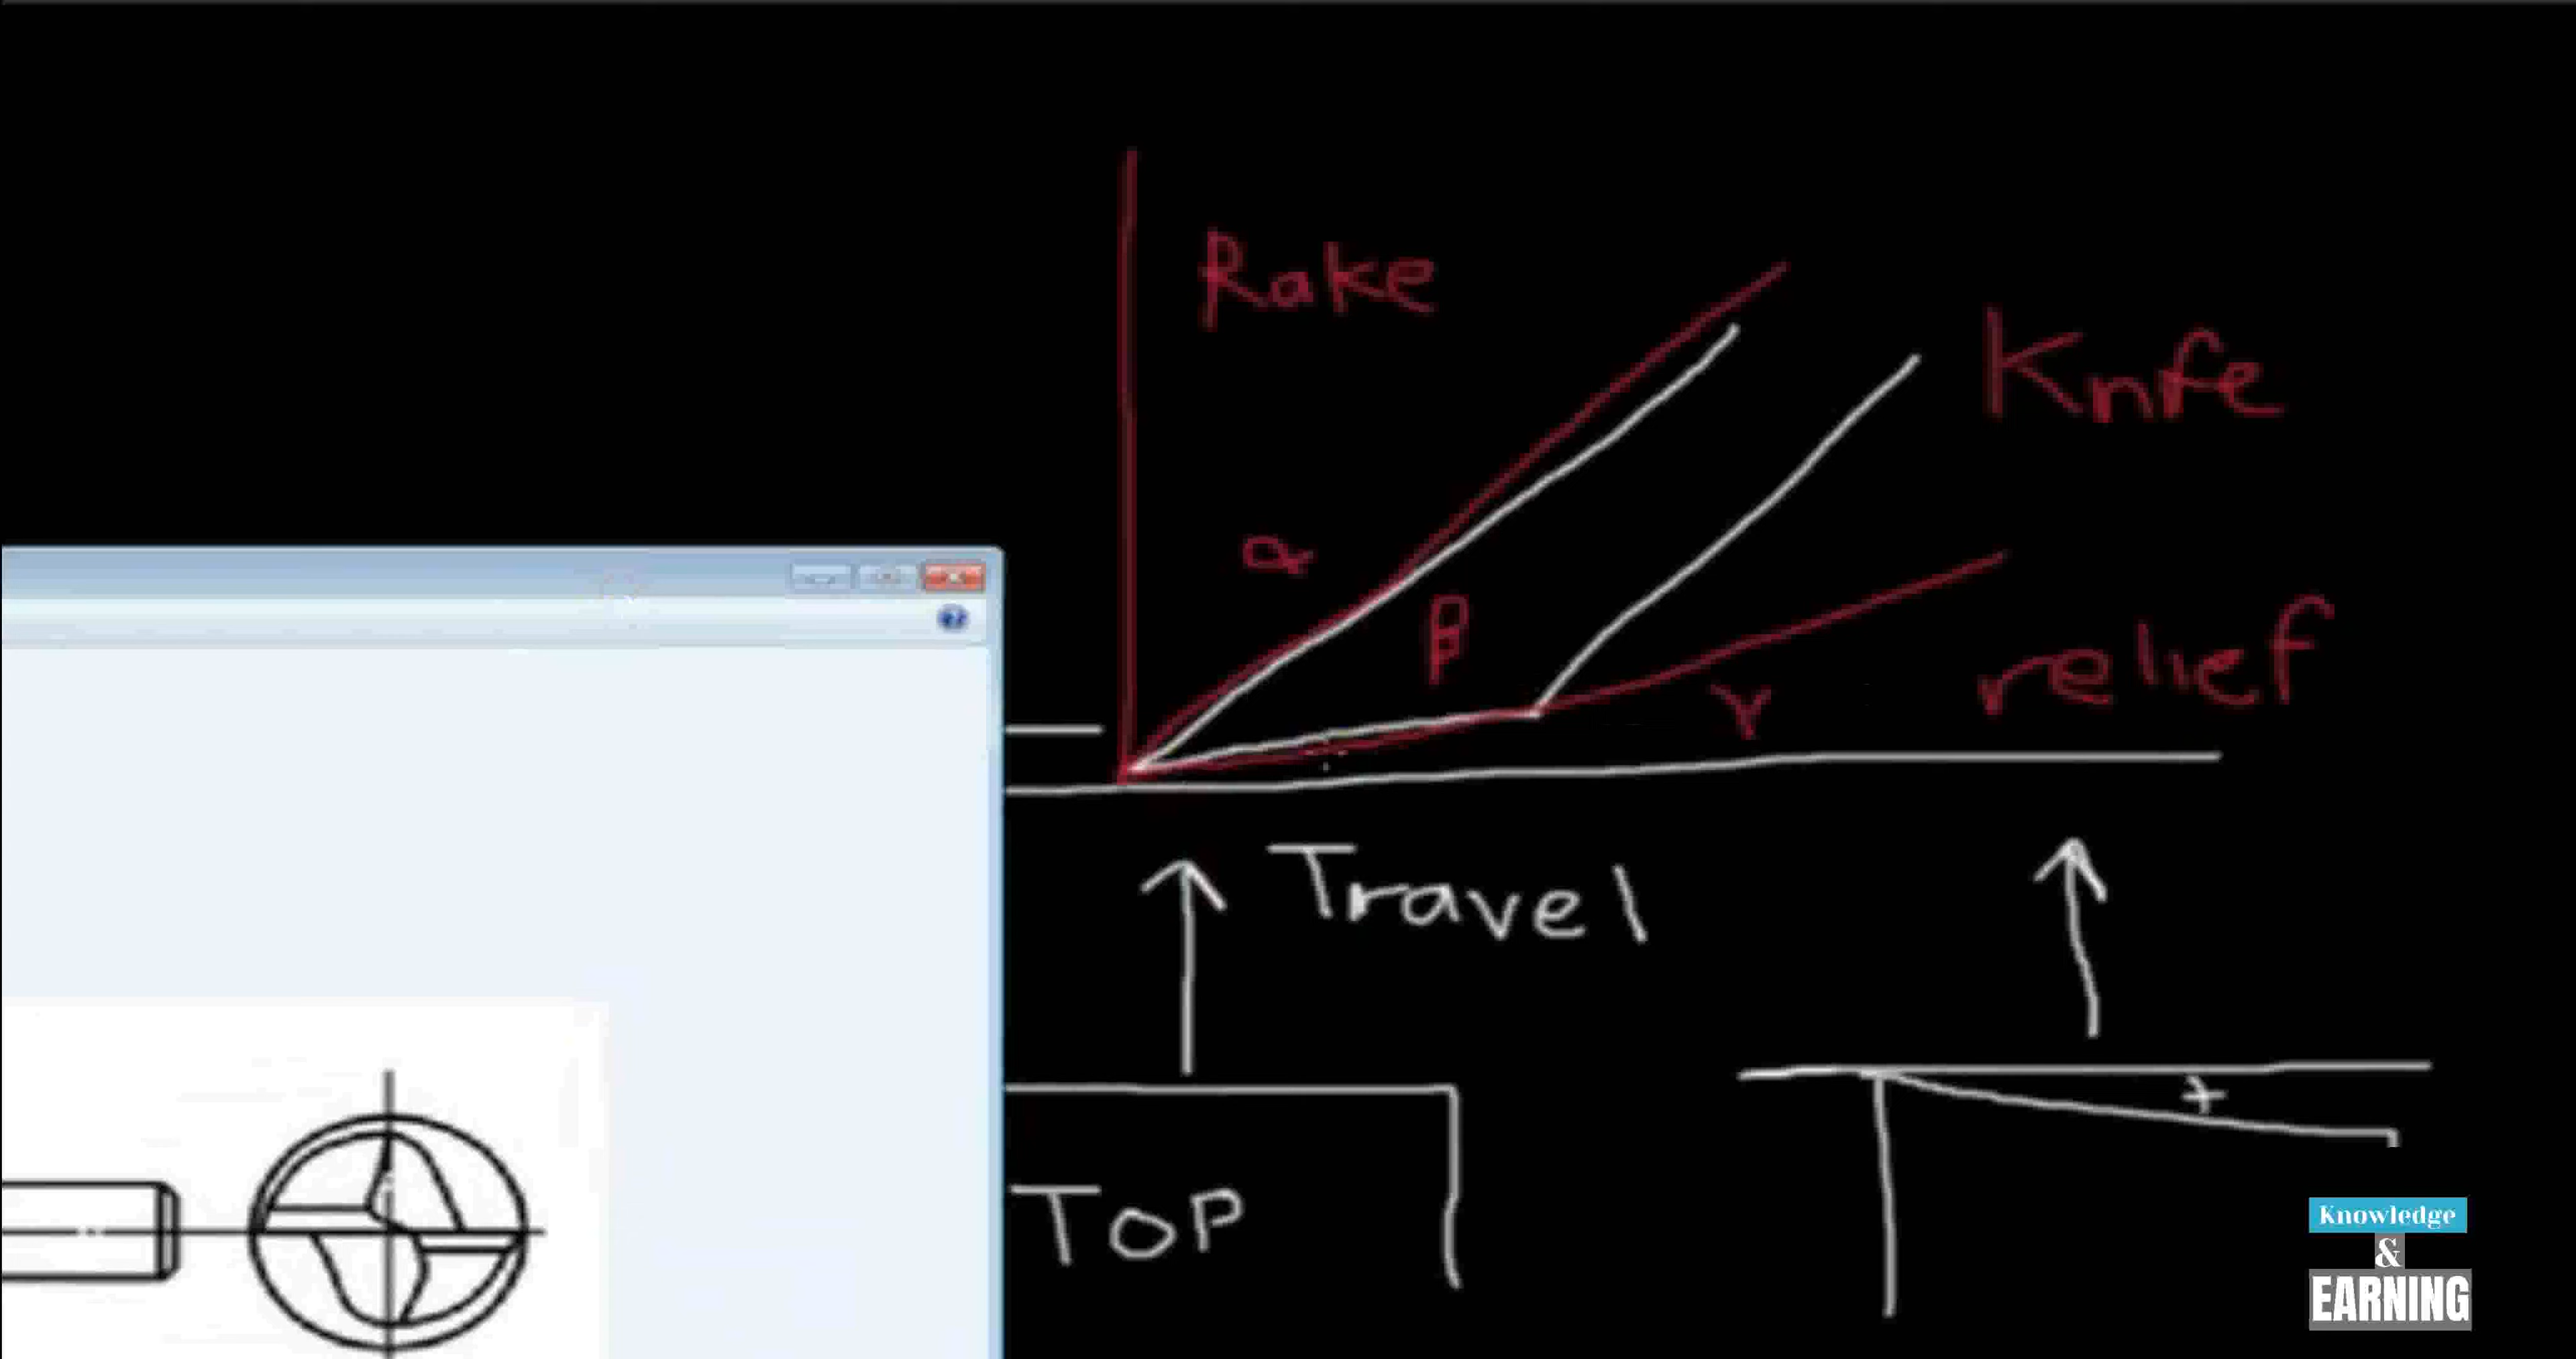 Rake
Knfe
α
β
relief
γ
Travel
+
TOP
Knowledge
&
EARNING